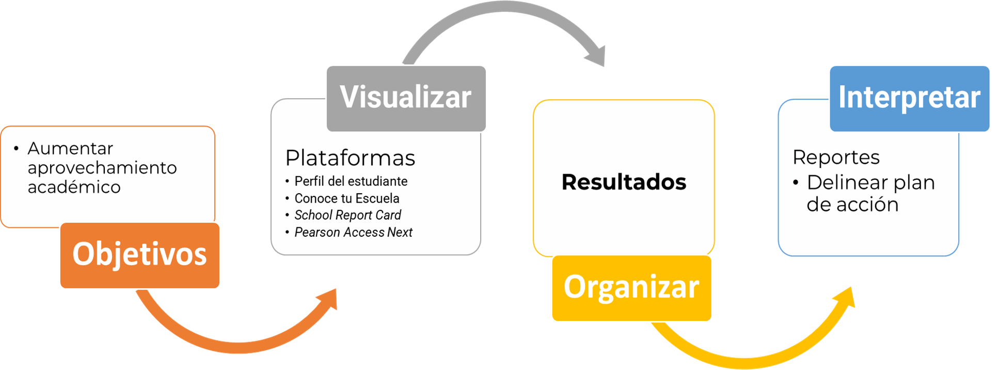 • Aumentar
aprovechamiento
académico
Objetivos
Visualizar
Plataformas
• Perfil del estudiante
• Conoce tu Escuela
• School Report Card
• Pearson Access Next
Resultados
Organizar
Interpretar
Reportes
• Delinear plan
de acción